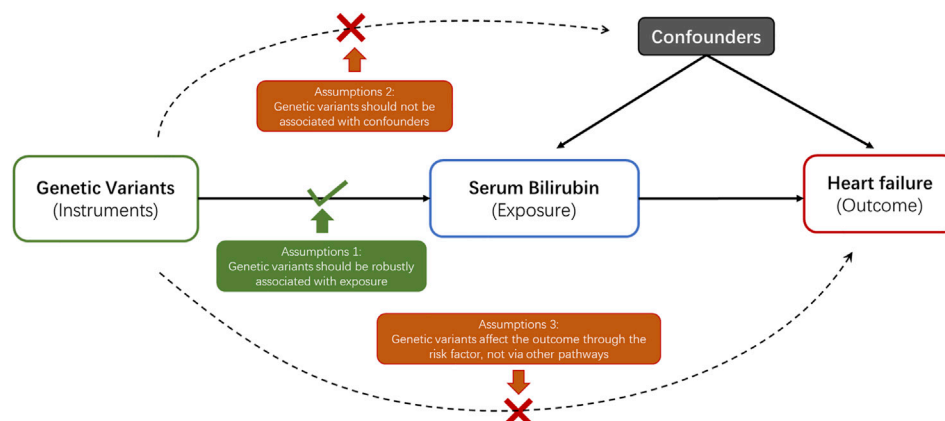 Confounders
Assumptions 2:
Genetic variants should not be
associated with confounders
Genetic Variants
(Instruments)
Serum Bilirubin
(Exposure)
Heart failure
(Outcome)
Assumptions 1:
Genetic variants should be robustly
associated with exposure
Assumptions 3:
Genetic variants affect the outcome through the
risk factor, not via other pathways